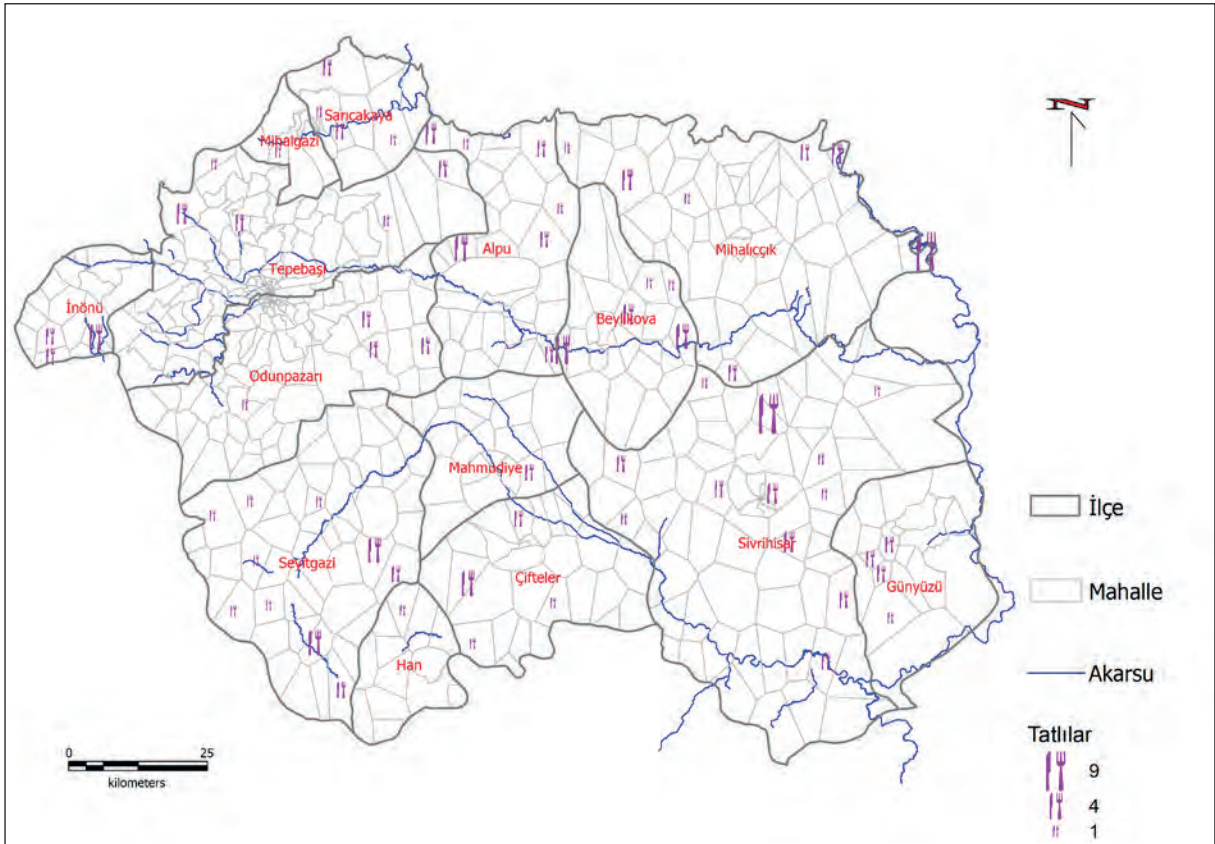 N
Sarıcakaya
Mihalgazi
Alpu
Mihalıççık
Tepebaşı
İnönü
Beylikova
Odunpazarı
Mahmudiye
Sivrihisar
Seyitgazi
Çifteler
Günyüzü
Han
İlçe
Mahalle
Akarsu
Tatlılar
9
4
1
0 25
kilometers